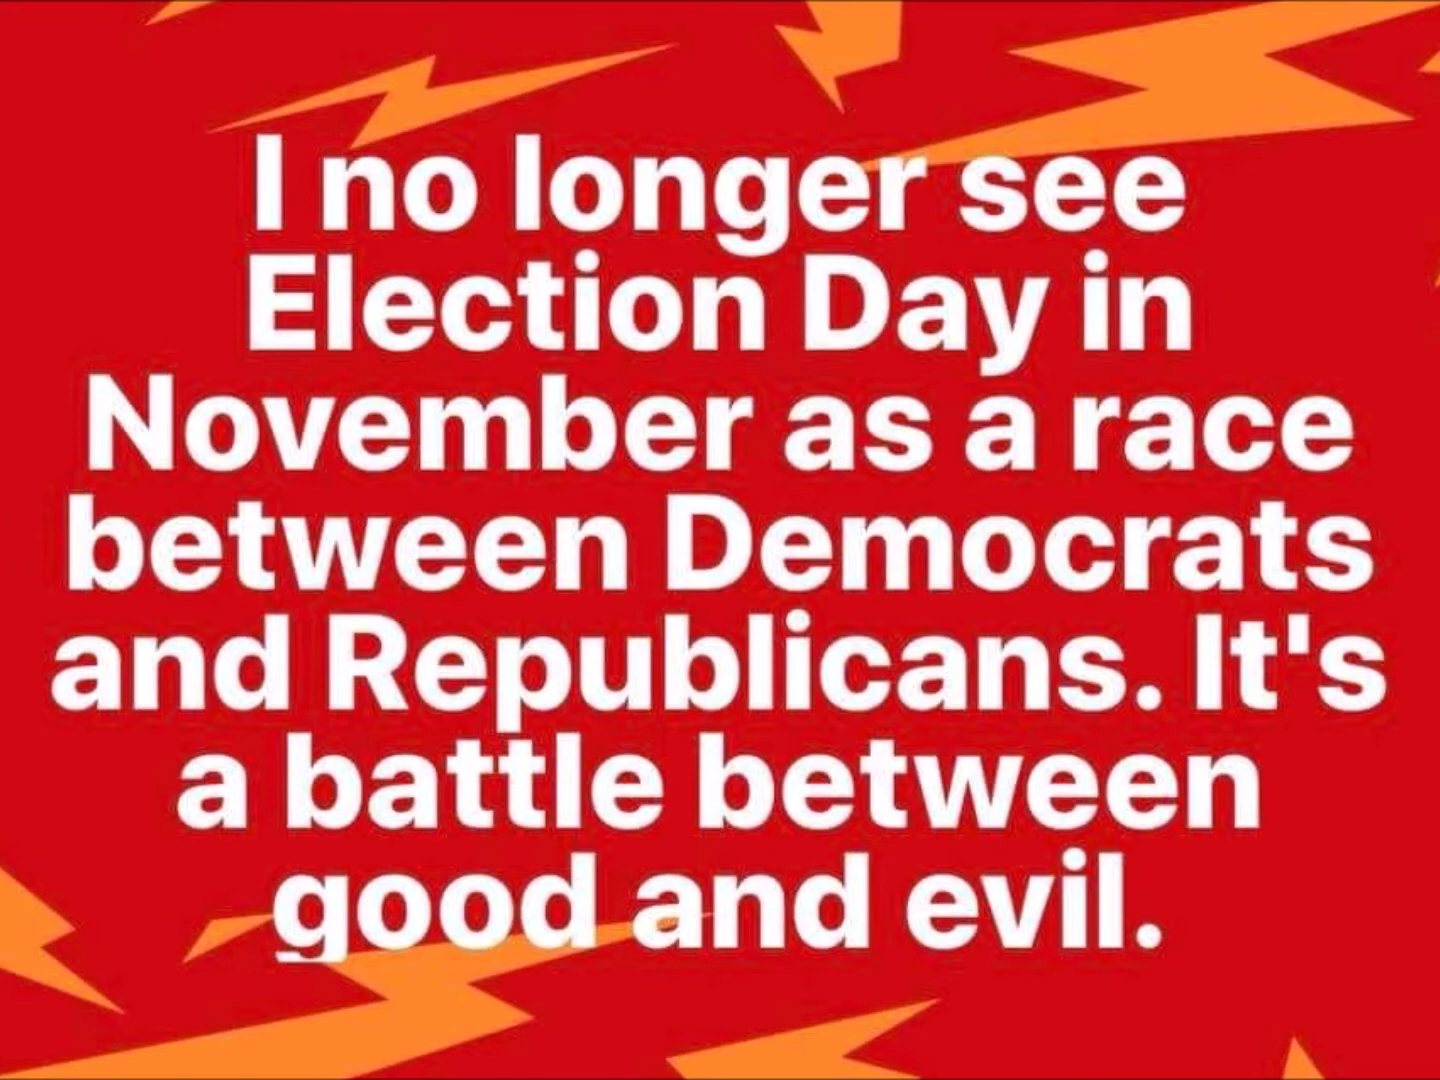 I no longer see
Election Day in
November as a race
between Democrats
and Republicans. It's
a battle between
good and evil.